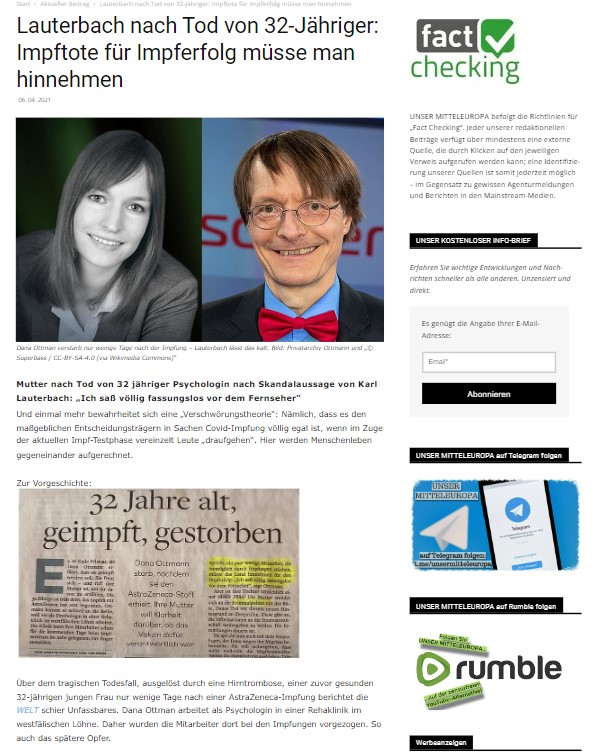 Start › Aktueller Beitrag › Lauterbach nach Tod von 32-Jähriger: Impftote für Impferfolg müsse man hinnehmen
Lauterbach nach Tod von 32-Jähriger:
Impftote für Impferfolg müsse man
hinnehmen
06. 04. 2021
Dana Ottman verstarb nur wenige Tage nach der Impfung – Lauterbach lässt das kalt. Bild: Privatarchiv Ottmann und „©
Superbass / CC-BY-SA-4.0 (via Wikimedia Commons)“
Mutter nach Tod von 32 jähriger Psychologin nach Skandalaussage von Karl
Lauterbach: „Ich saß völlig fassungslos vor dem Fernseher“
Und einmal mehr bewahrheitet sich eine „Verschwörungstheorie“: Nämlich, dass es den
maßgeblichen Entscheidungsträgern in Sachen Covid-Impfung völlig egal ist, wenn im Zuge
der aktuellen Impf-Testphase vereinzelt Leute „draufgehen“. Hier werden Menschenleben
gegeneinander aufgerechnet.
Zur Vorgeschichte:
32 Jahre alt,
geimpft, gestorben
Dana Ottmann
starb, nachdem
sie den
AstraZeneca-Stoff
erhielt. Ihre Mutter
will Klarheit
darüber, ob das
Vakzin dafür
verantwortlich war
Über dem tragischen Todesfall, ausgelöst durch eine Hirntrombose, einer zuvor gesunden
32-jährigen jungen Frau nur wenige Tage nach einer AstraZeneca-Impfung berichtet die
WELT schier Unfassbares. Dana Ottmann arbeitet als Psychologin in einer Rehaklinik im
westfälischen Löhne. Daher wurden die Mitarbeiter dort bei den Impfungen vorgezogen. So
auch das spätere Opfer.
fact
checking
UNSER MITTELEUROPA befolgt die Richtlinien für
„Fact Checking“. Jeder unserer redaktionellen
Beiträge verfügt über mindestens eine externe
Quelle, die durch Klicken auf den jeweiligen
Verweis aufgerufen werden kann; eine Identifizie-
rung unserer Quellen ist somit jederzeit möglich
– im Gegensatz zu gewissen Agenturmeldungen
und Berichten in den Mainstream-Medien.
UNSER KOSTENLOSER INFO-BRIEF
Erfahren Sie wichtige Entwicklungen und Nach-
richten schneller als alle anderen. Unzensiert und
direkt.
Es genügt die Angabe Ihrer E-Mail-
Adresse:
Email*
Abonnieren
UNSER MITTELEUROPA auf Telegram folgen
UNSER
MITTELEUROPA
Telegram
auf Telegram folgen:
t.me/unsermitteleuropa
UNSER MITTELEUROPA auf Rumble folgen
Folgen Sie
UNSER MITTELEUROPA...
rumble
...auf der zensurfreien
YouTube-Alternative!
Werbeanzeigen